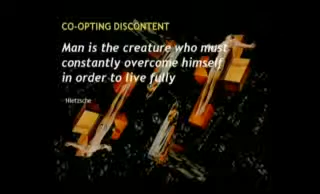 CO-OPTING DISCONTENT
Man is the creature who must
constantly overcome himself
in order to live fully
Nietzsche